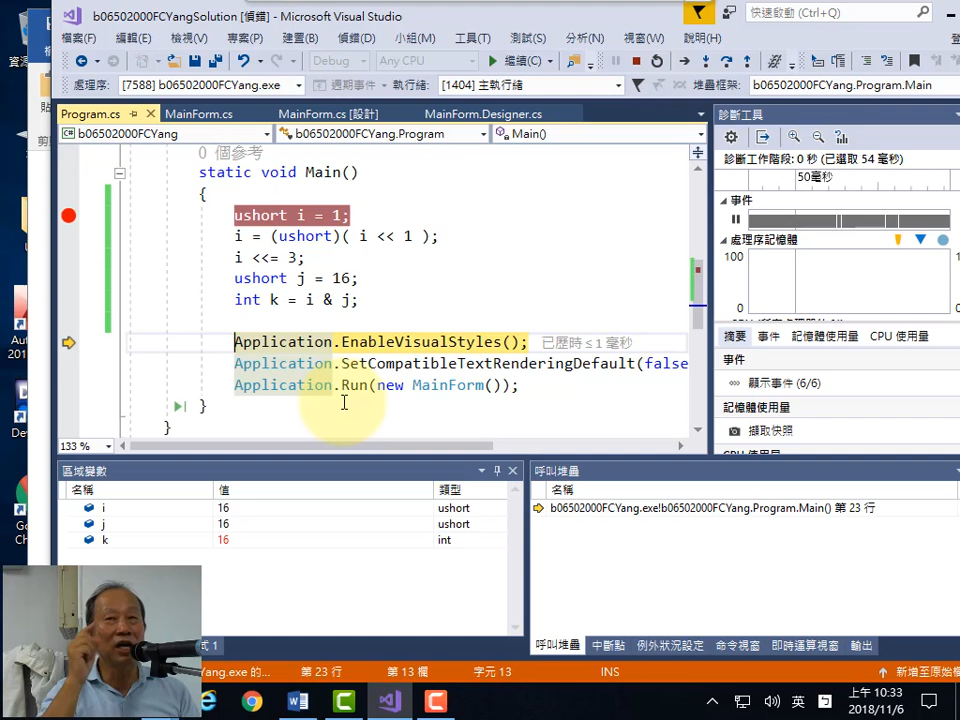 b06502000FCYangSolution [偵錯] - Microsoft Visual Studio
快速啟動 (Ctrl+Q)
檔案(F) 編輯(E) 檢視(V) 專案(P) 建置(B) 偵錯(D) 小組(M) 工具(T) 測試(S) 分析(N) 視窗(W) 說明(H)
Debug Any CPU 繼續(C)
處理序: [7588] b06502000FCYang.exe 週期事件 執行緒: [1404] 主執行緒 堆疊框架: b06502000FCYang.Program.Main
Program.cs MainForm.cs MainForm.cs [設計] MainForm.Designer.cs
b06502000FCYang b06502000FCYang.Program Main()
0 個參考
static void Main()
{
ushort i = 1;
i = (ushort)( i << 1 );
i <<= 3;
ushort j = 16;
int k = i & j;
Application.EnableVisualStyles(); 已歷時 ≤ 1 毫秒
Application.SetCompatibleTextRenderingDefault(false
Application.Run(new MainForm());
}
}
133 %
診斷工具
診斷工作階段: 0 秒 (已選取 54 毫秒)
50毫秒
事件
處理序記憶體
100 100
0 0
摘要 事件 記憶體使用量 CPU 使用量
事件
顯示事件 (6/6)
記憶體使用量
擷取快照
區域變數
名稱 值 類型
i 16 ushort
j 16 ushort
k 16 int
呼叫堆疊
名稱
b06502000FCYang.exe!b06502000FCYang.Program.Main() 第 23 行
呼叫堆疊 中斷點 例外狀況設定 命令視窗 即時運算視窗 輸出
第 23 行 第 13 欄 字元 13 INS 新增至原始檔
英
上午 10:33
2018/11/6